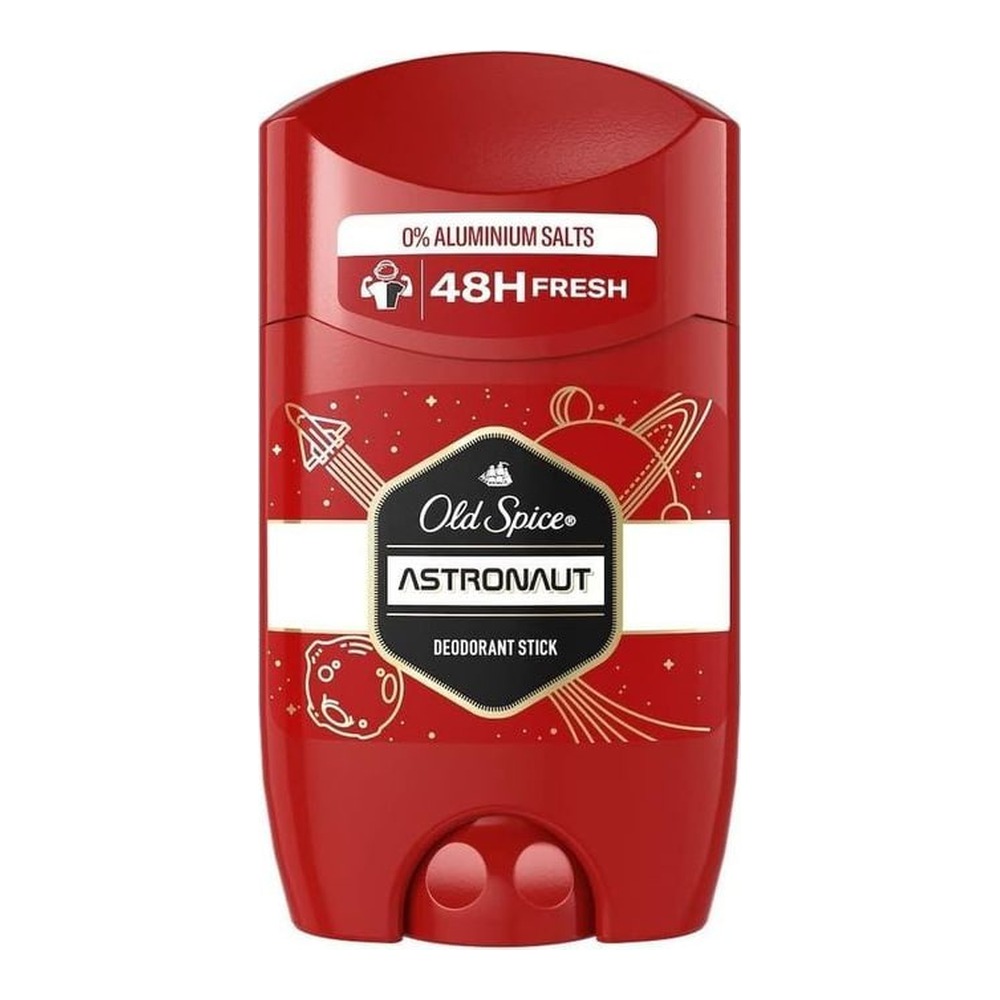 0% ALUMINIUM SALTS
48H FRESH
Old Spice®
ASTRONAUT
DEODORANT STICK